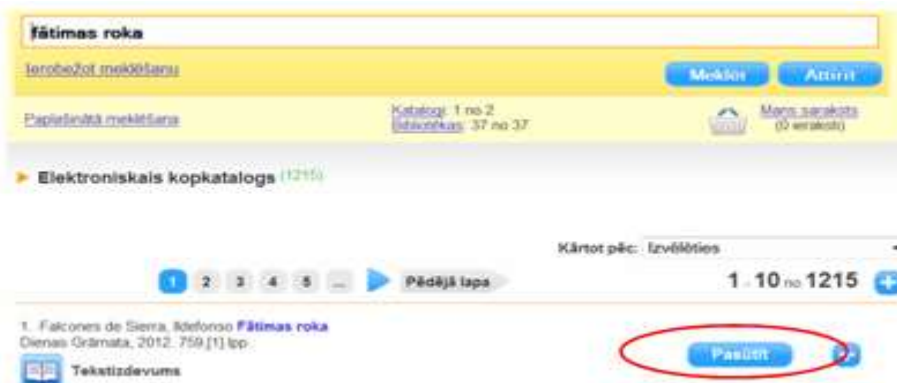 fātimas roka
Ierobežot meklēšanu
Meklēt Attīrīt
Paplašinātā meklēšana
Katalogi: 1 no 2
Bibliotēkas: 37 no 37
Mans saraksts
(0 ieraksti)
Elektroniskais kopkatalogs (1215)
Kārtot pēc: Izvēlēties
1 2 3 4 5 ... Pēdējā lapa 1 - 10 no 1215
1. Falcones de Sierra, Ildefonso Fātimas roka
Dienas Grāmata, 2012. 759,[1] lpp.
Pasūtīt
Tekstizdevums